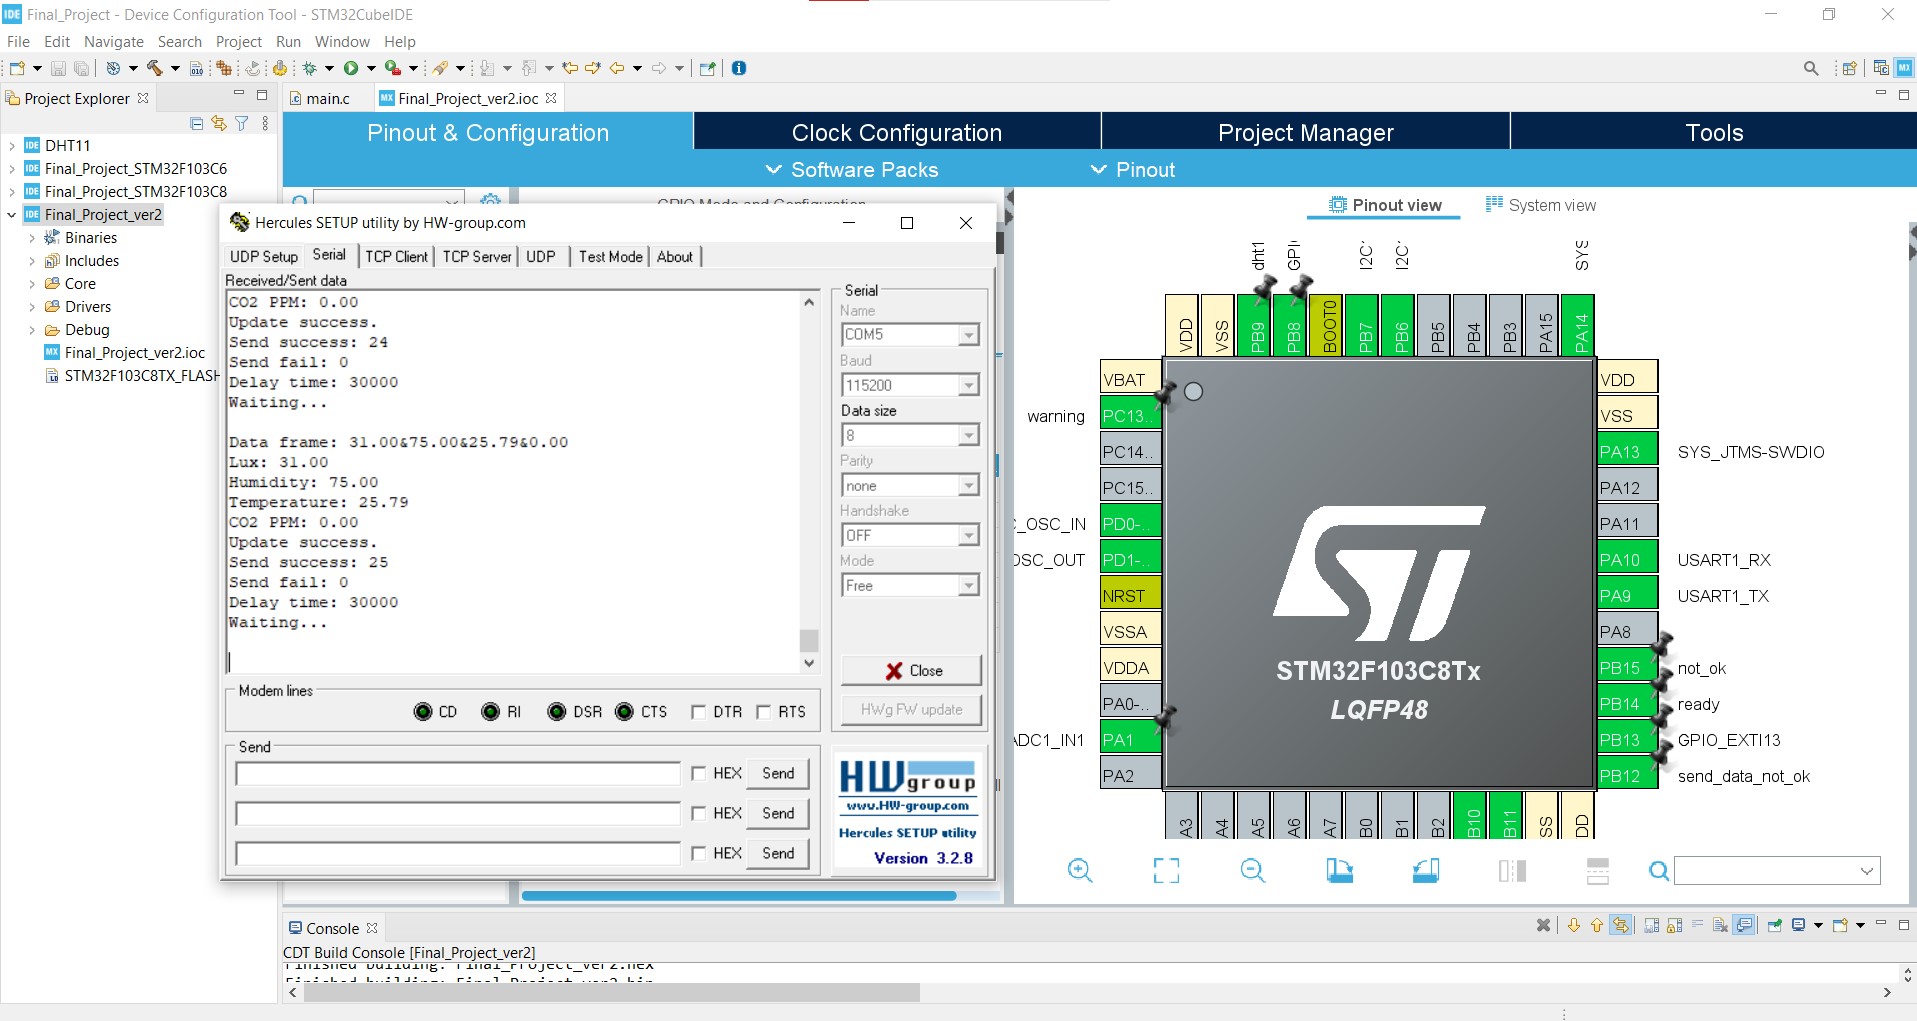 Final_Project - Device Configuration Tool - STM32CubeIDE
File Edit Navigate Search Project Run Window Help
Project Explorer
DHT11
Final_Project_STM32F103C6
Final_Project_STM32F103C8
Final_Project_ver2
Binaries
Includes
Core
Drivers
Debug
Final_Project_ver2.ioc
STM32F103C8TX_FLASH
main.c
Final_Project_ver2.ioc
Pinout & Configuration
Clock Configuration
Project Manager
Tools
Software Packs
Pinout
GPIO Mode and Configuration
Pinout view
System view
Hercules SETUP utility by HW-group.com
UDP Setup Serial TCP Client TCP Server UDP Test Mode About
Received/Sent data
CO2 PPM: 0.00
Update success.
Send success: 24
Send fail: 0
Delay time: 30000
Waiting...
Data frame: 31.00&75.00&25.79&0.00
Lux: 31.00
Humidity: 75.00
Temperature: 25.79
CO2 PPM: 0.00
Update success.
Send success: 25
Send fail: 0
Delay time: 30000
Waiting...
Serial
Name
COM5
Baud
115200
Data size
8
Parity
none
Handshake
OFF
Mode
Free
Close
HWg FW update
Modem lines
CD RI DSR CTS DTR RTS
Send
HEX Send
HEX Send
HEX Send
HWgroup
www.HW-group.com
Hercules SETUP utility
Version 3.2.8
dht1
GPI
I2C
I2C
SYS
VDD
VSS
PB9
PB8
BOOT0
PB7
PB6
PB5
PB4
PB3
PA15
PA14
VBAT
warning PC13..
PC14..
PC15..
C_OSC_IN PD0-..
OSC_OUT PD1-..
NRST
VSSA
VDDA
PA0-..
ADC1_IN1 PA1
PA2
VDD
VSS
PA13 SYS_JTMS-SWDIO
PA12
PA11
PA10 USART1_RX
PA9 USART1_TX
PA8
PB15 not_ok
PB14 ready
PB13 GPIO_EXTI13
PB12 send_data_not_ok
ST
STM32F103C8Tx
LQFP48
A3
A4
A5
A6
A7
B0
B1
B2
B10
B11
SS
DD
Console
CDT Build Console [Final_Project_ver2]
Finished building: Final_Project_ver2.hex
Finished building: Final_Project_ver2.bin